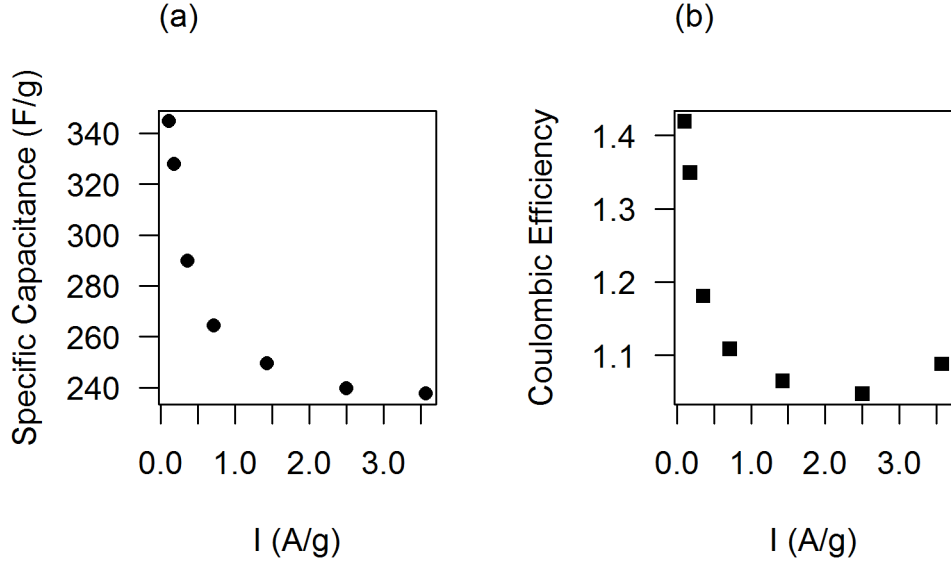 (a)
Specific Capacitance (F/g)
340
320
300
280
260
240
0.0 1.0 2.0 3.0
I (A/g)
(b)
Coulombic Efficiency
1.4
1.3
1.2
1.1
0.0 1.0 2.0 3.0
I (A/g)